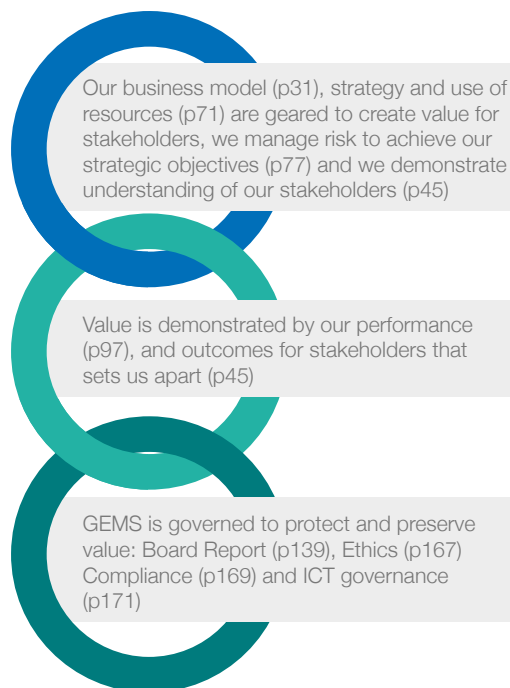 Our business model (p31), strategy and use of
resources (p71) are geared to create value for
stakeholders, we manage risk to achieve our
strategic objectives (p77) and we demonstrate
understanding of our stakeholders (p45)
Value is demonstrated by our performance
(p97), and outcomes for stakeholders that
sets us apart (p45)
GEMS is governed to protect and preserve
value: Board Report (p139), Ethics (p167)
Compliance (p169) and ICT governance
(p171)